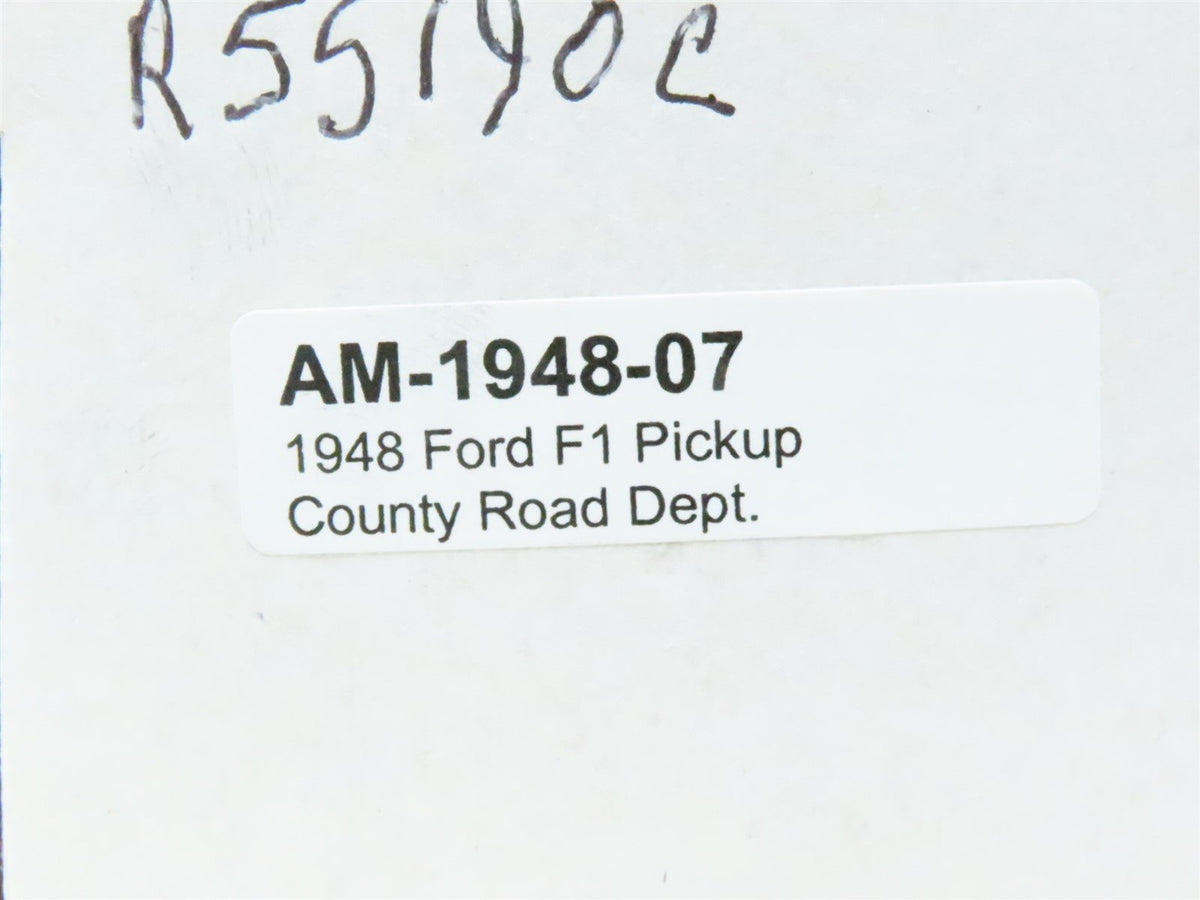 R55190C
AM-1948-07
1948 Ford F1 Pickup
County Road Dept.